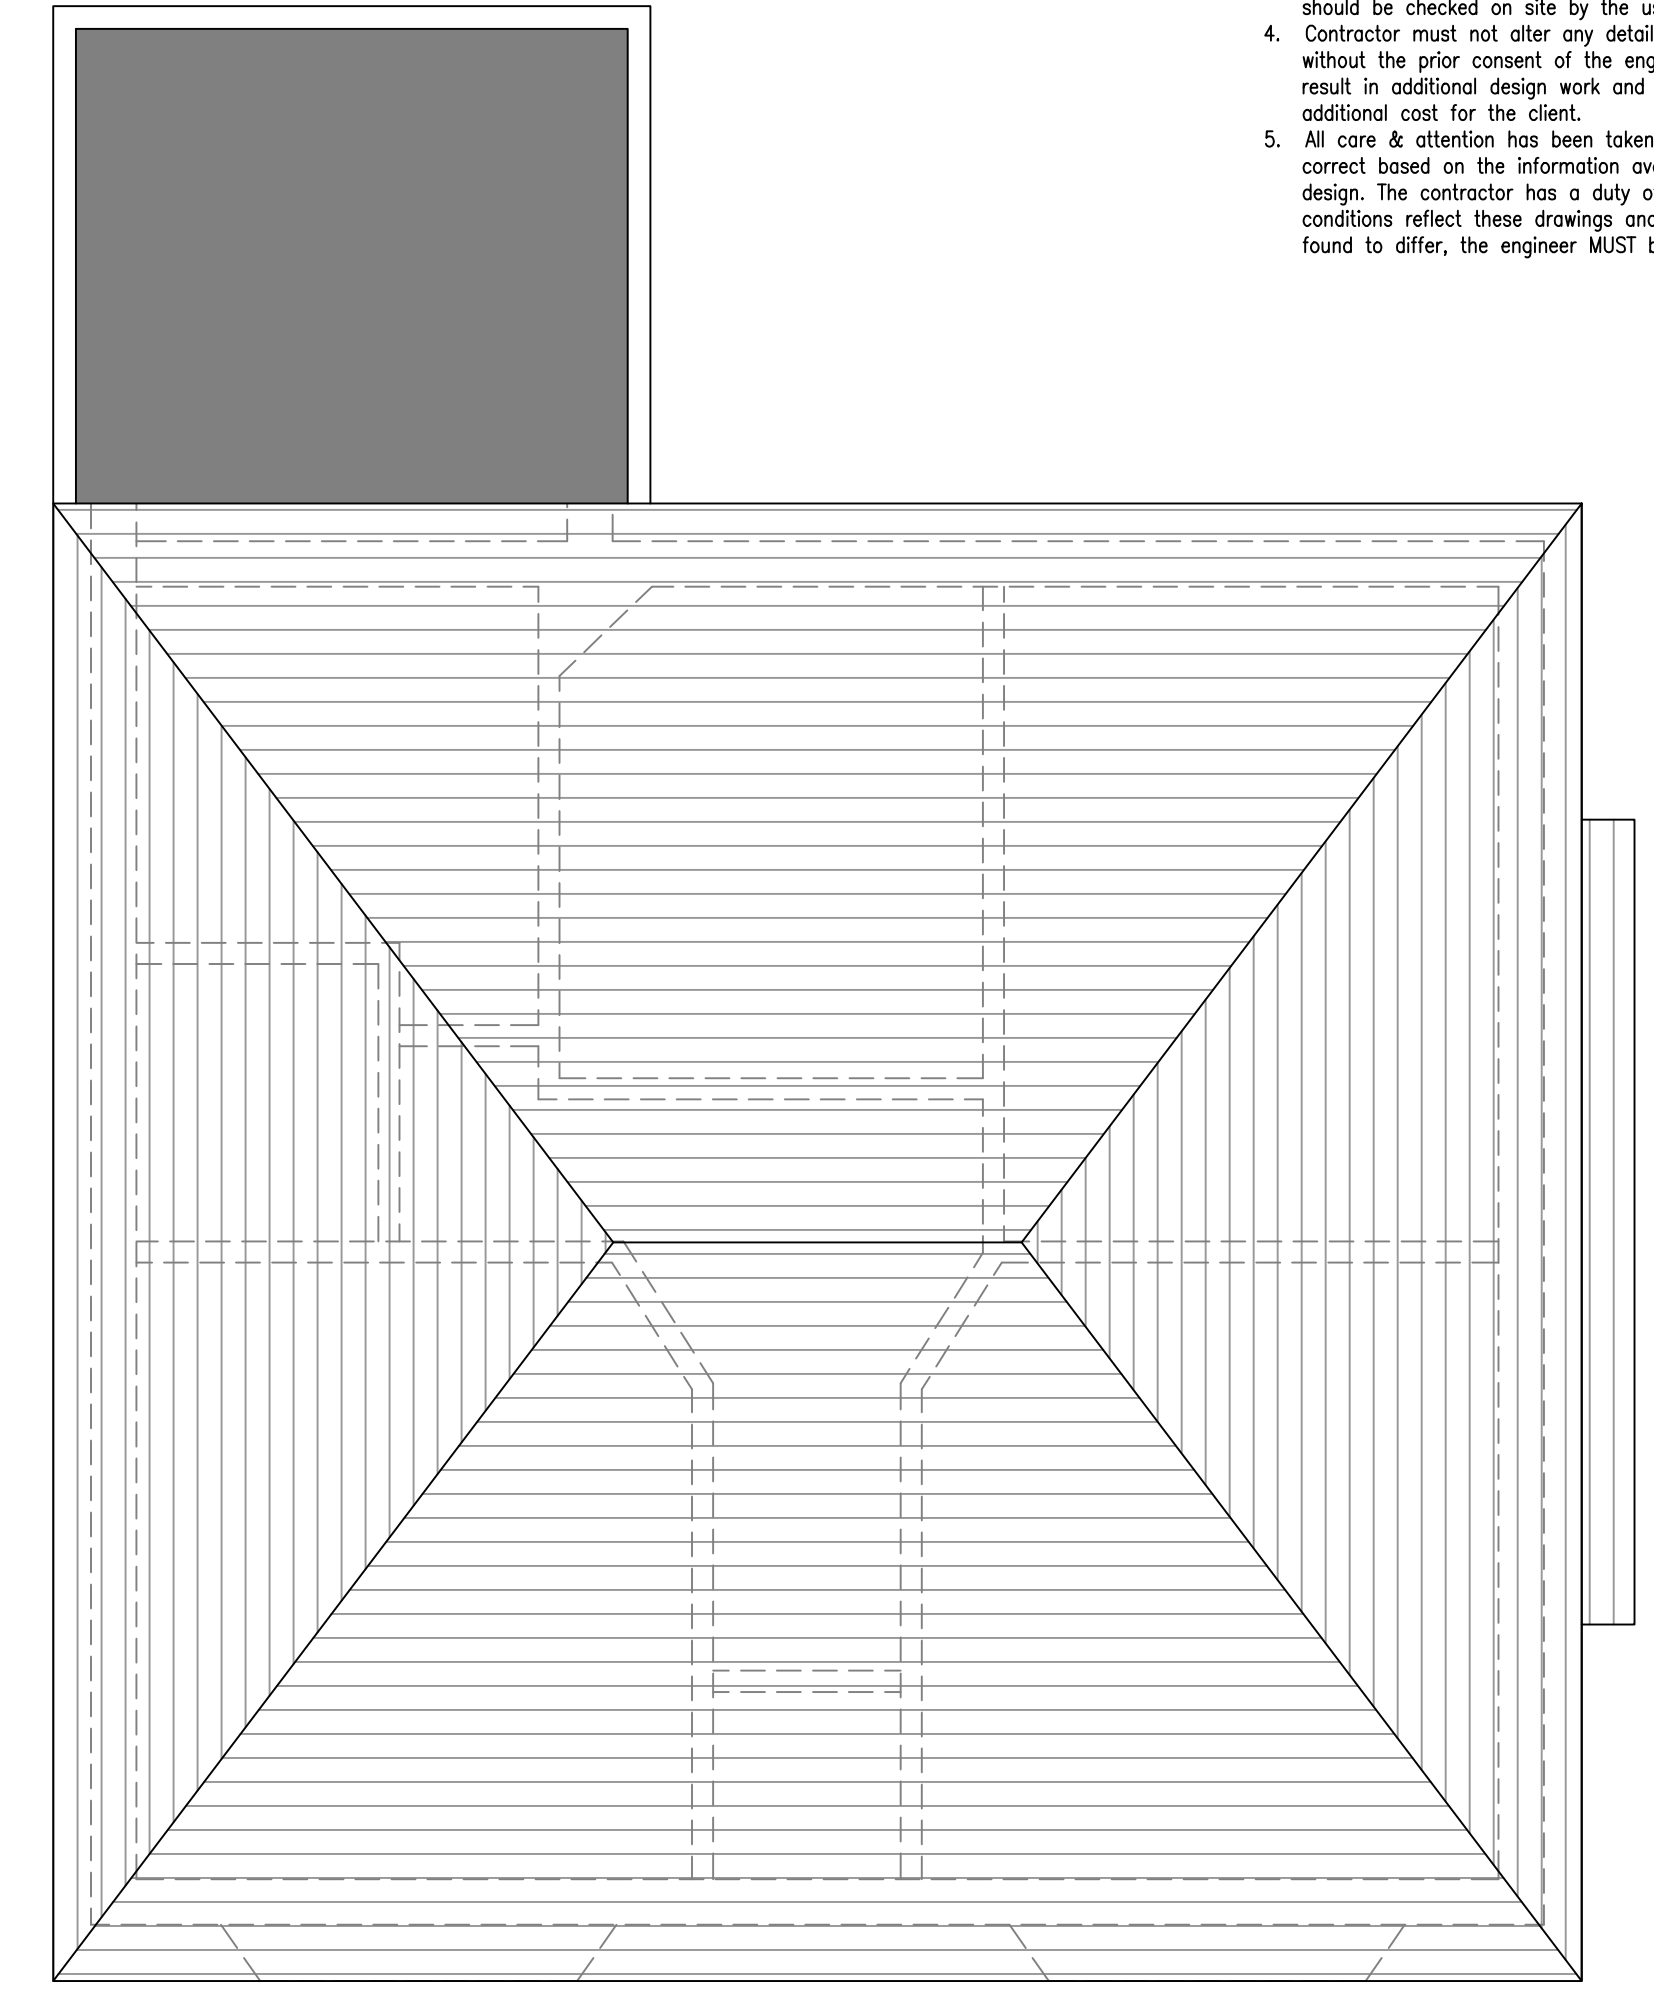 should be checked on site by the
4. Contractor must not alter any detail
without the prior consent of the
result in additional design work and
additional cost for the client.
5. All care & attention has been taken
correct based on the information
design. The contractor has a duty
conditions reflect these drawings
found to differ, the engineer MUST